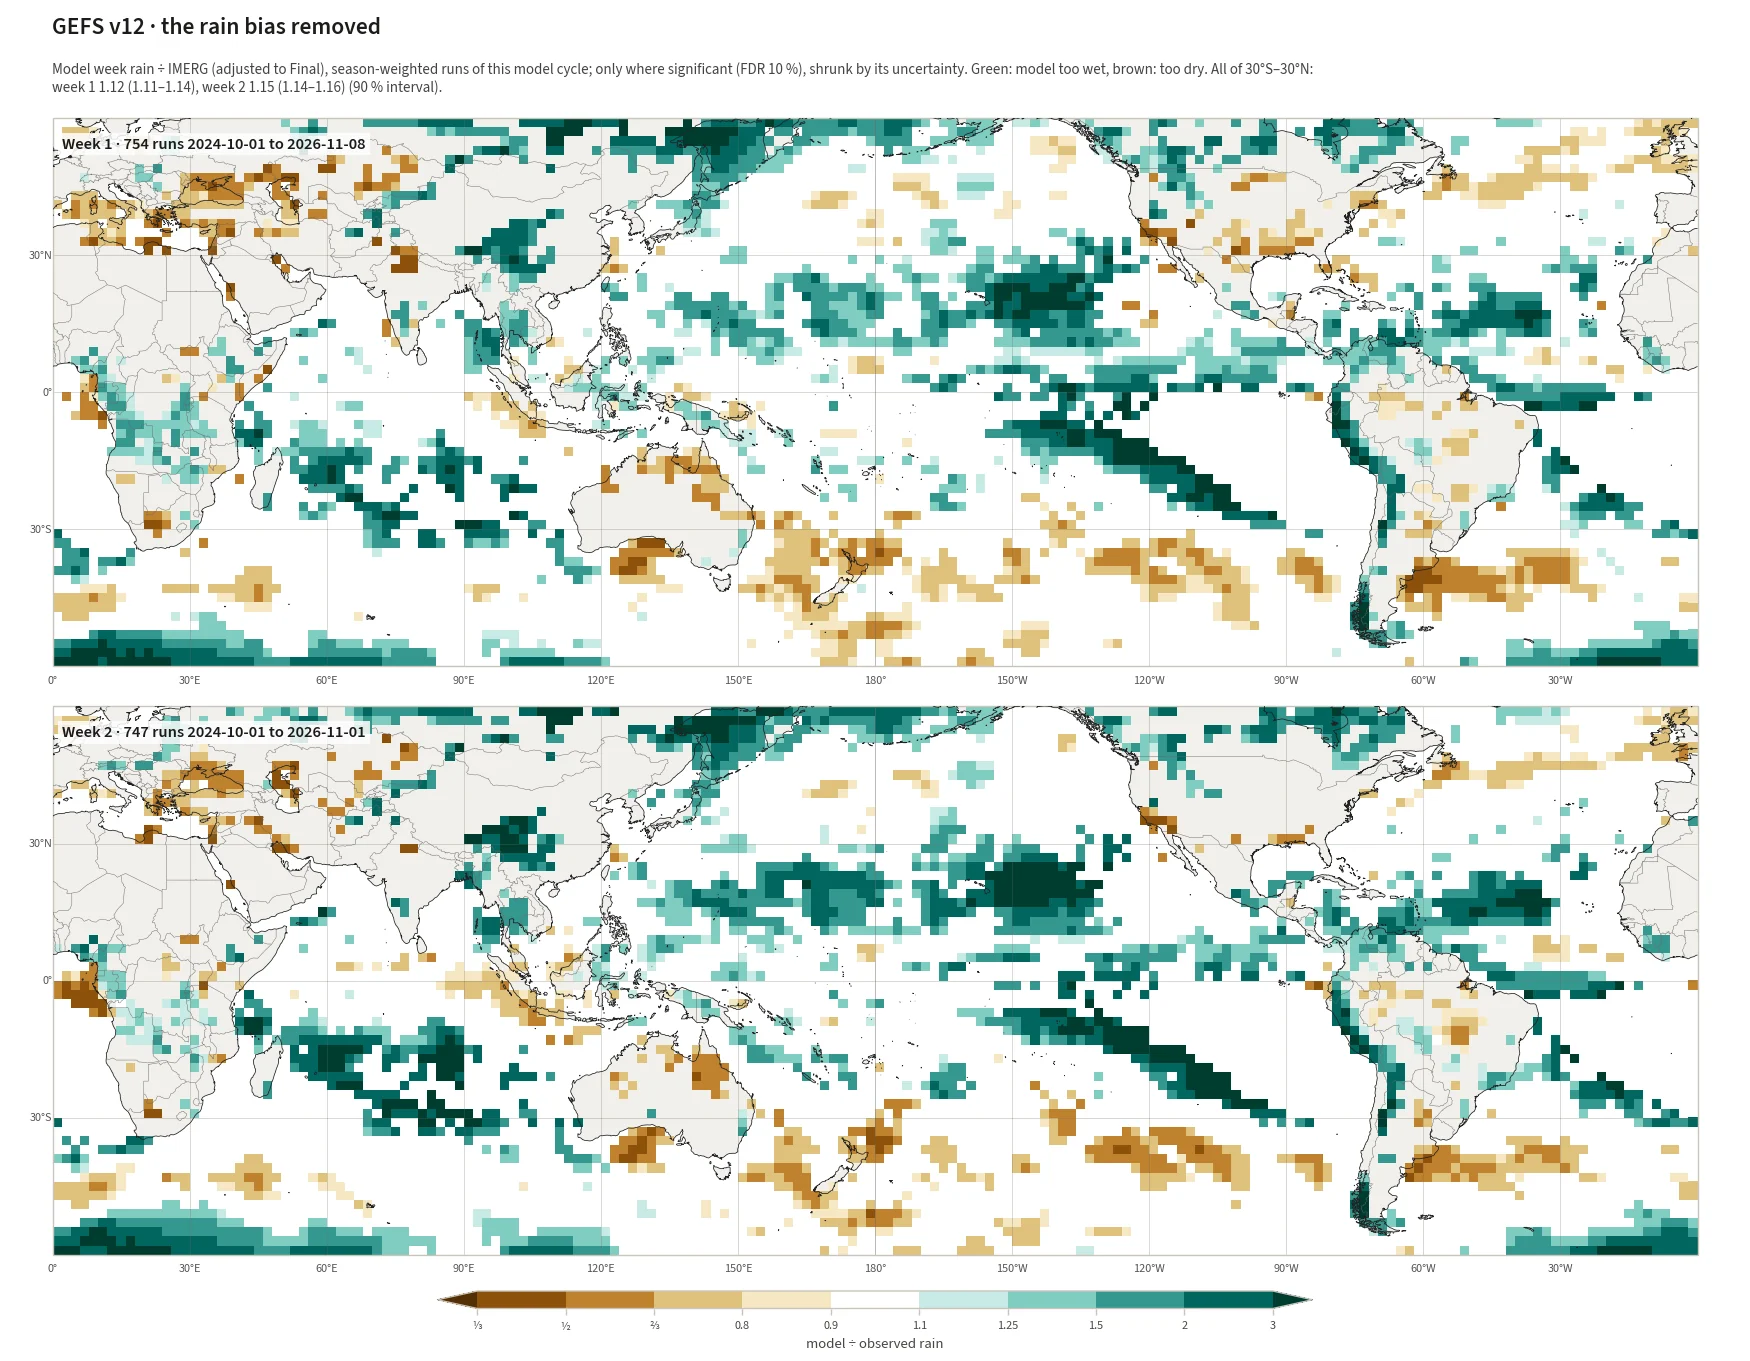 GEFS v12 · the rain bias removed
Model week rain ÷ IMERG (adjusted to Final), season-weighted runs of this model cycle; only where significant (FDR 10 %), shrunk by its uncertainty. Green: model too wet, brown: too dry. All of 30°S–30°N:
week 1 1.12 (1.11–1.14), week 2 1.15 (1.14–1.16) (90 % interval).
Week 1 · 754 runs 2024-10-01 to 2026-11-08
30°N
0°
30°S
0° 30°E 60°E 90°E 120°E 150°E 180° 150°W 120°W 90°W 60°W 30°W
Week 2 · 747 runs 2024-10-01 to 2026-11-01
30°N
0°
30°S
0° 30°E 60°E 90°E 120°E 150°E 180° 150°W 120°W 90°W 60°W 30°W
⅓ ½ ⅔ 0.8 0.9 1.1 1.25 1.5 2 3
model ÷ observed rain